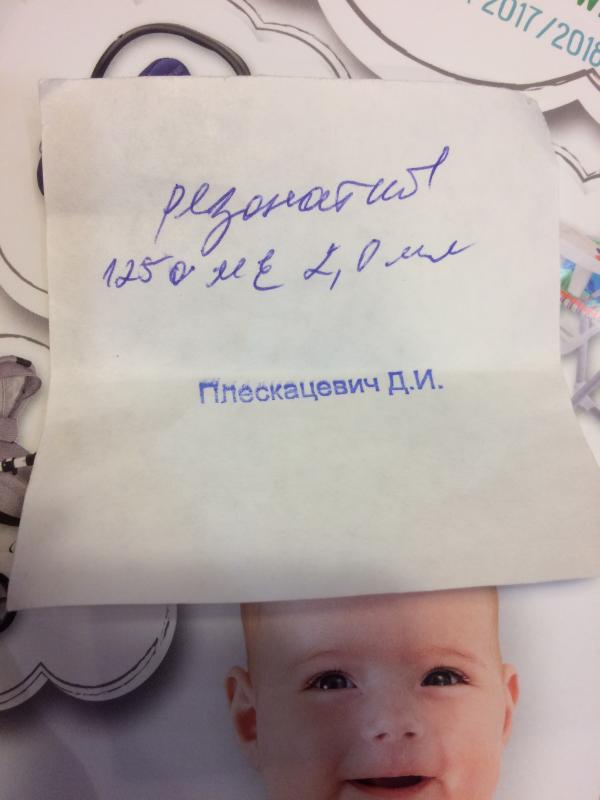 2017/2018
резонатив
1250 МЕ 2,0 мл
Плескацевич Д.И.